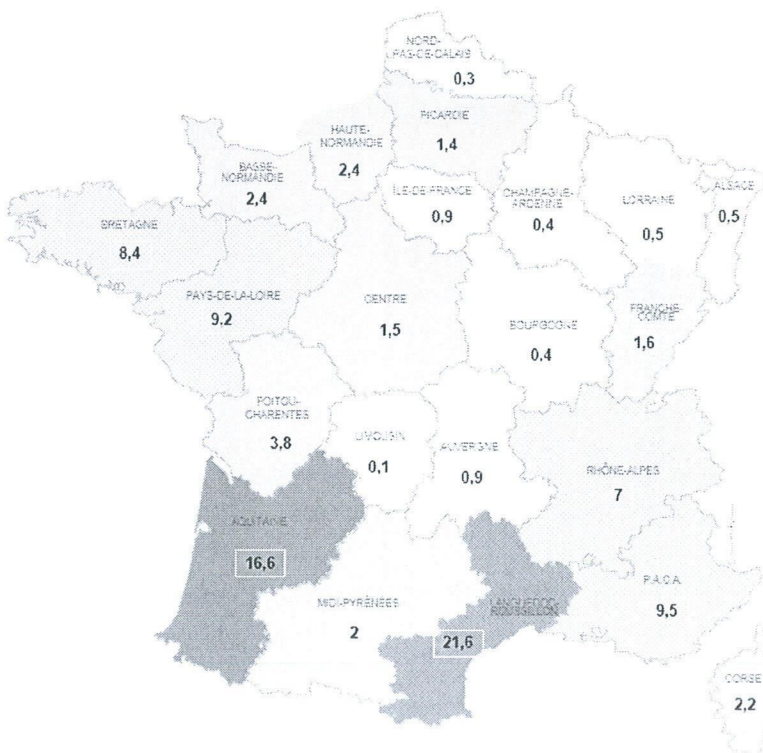 NORD-
PAS-DE-CALAIS
0,3
PICARDIE
1,4
HAUTE-
NORMANDIE
2,4
BASSE-
NORMANDIE
2,4
ÎLE-DE-FRANCE
0,9
CHAMPAGNE-
ARDENNE
0,4
LORRAINE
0,5
ALSACE
0,5
BRETAGNE
8,4
PAYS-DE-LA-LOIRE
9,2
CENTRE
1,5
BOURGOGNE
0,4
FRANCHE-
COMTÉ
1,6
POITOU-
CHARENTES
3,8
LIMOUSIN
0,1
AUVERGNE
0,9
RHÔNE-ALPES
7
AQUITAINE
16,6
MIDI-PYRÉNÉES
2
LANGUEDOC-
ROUSSILLON
21,6
P.A.C.A.
9,5
CORSE
2,2